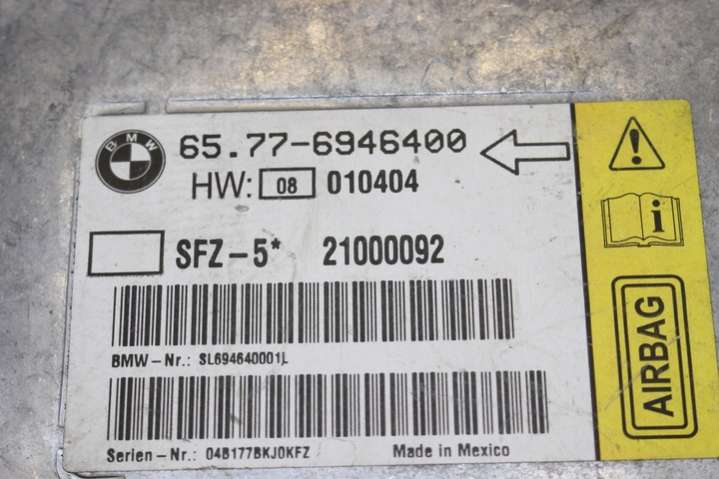 BMW
65.77-6946400
HW: 08 010404
SFZ-5* 21000092
BMW-Nr.: SL694640001L
Serien-Nr.: 04B177BKJ0KFZ Made in Mexico
i
AIRBAG